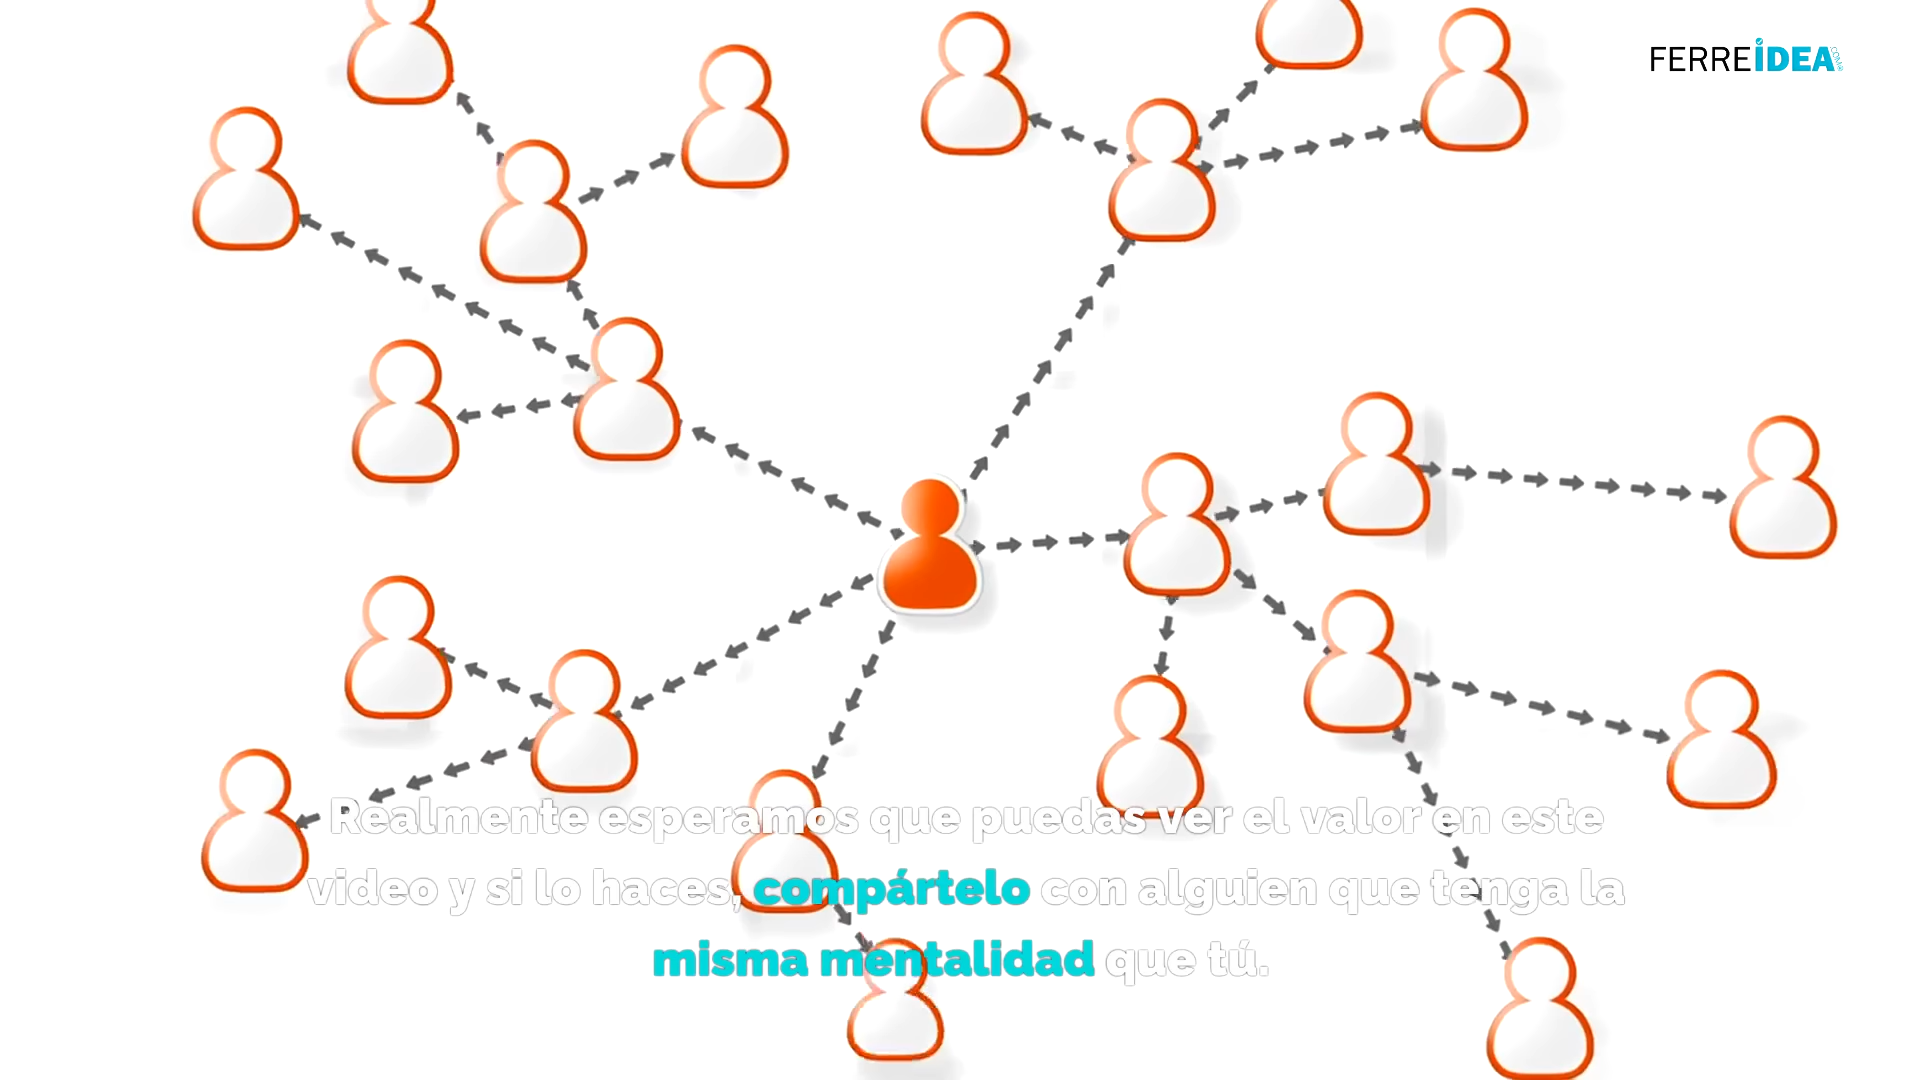 FERREIDEA
Realmente esperamos que puedas ver el valor en este
video y si lo haces, compártelo con alguien que tenga la
misma mentalidad que tú.